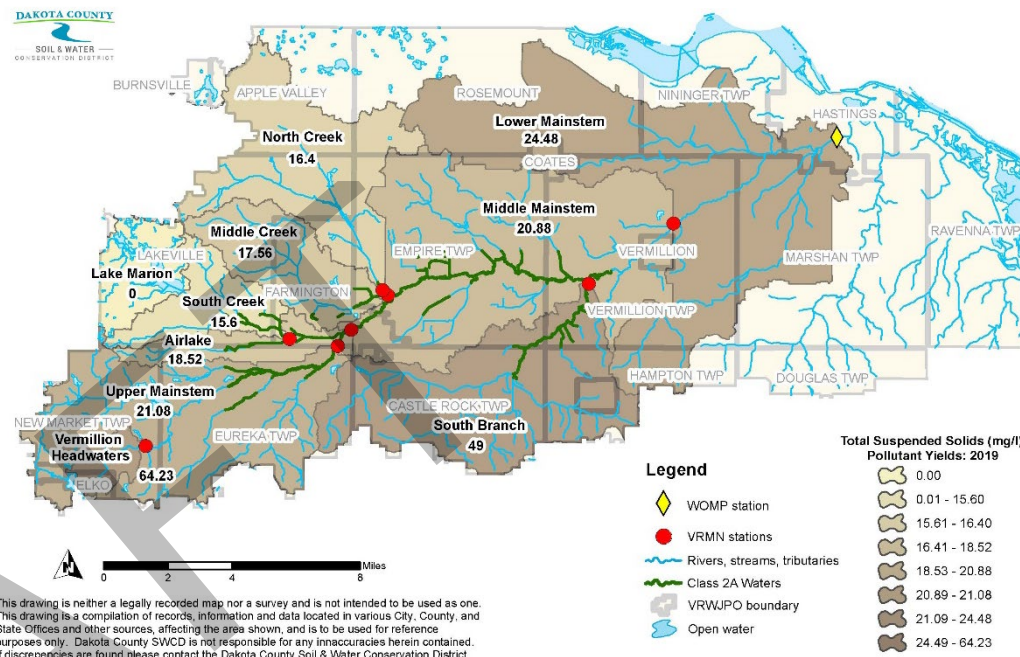 DAKOTA COUNTY
SOIL & WATER
CONSERVATION DISTRICT
BURNSVILLE
APPLE VALLEY
ROSEMOUNT
NININGER TWP
HASTINGS
Lower Mainstem
24.48
North Creek
16.4
COATES
Middle Mainstem
20.88
Middle Creek
17.56
EMPIRE TWP
VERMILLION
RAVENNA TWP
MARSHAN TWP
LAKEVILLE
Lake Marion
0
FARMINGTON
South Creek
15.6
VERMILLION TWP
Airlake
18.52
HAMPTON TWP
DOUGLAS TWP
Upper Mainstem
21.08
CASTLE ROCK TWP
NEW MARKET TWP
South Branch
49
EUREKA TWP
Vermillion
Headwaters
64.23
ELKO
Legend
WOMP station
VRMN stations
Rivers, streams, tributaries
Class 2A Waters
VRWJPO boundary
Open water
Total Suspended Solids (mg/l)
Pollutant Yields: 2019
0.00
0.01 - 15.60
15.61 - 16.40
16.41 - 18.52
18.53 - 20.88
20.89 - 21.08
21.09 - 24.48
24.49 - 64.23
N
0 2 4 8 Miles
This drawing is neither a legally recorded map nor a survey and is not intended to be used as one.
This drawing is a compilation of records, information and data located in various City, County, and
State Offices and other sources, affecting the area shown, and is to be used for reference
purposes only. Dakota County SWCD is not responsible for any innaccuracies herein contained.
If discrepancies are found please contact the Dakota County Soil & Water Conservation District